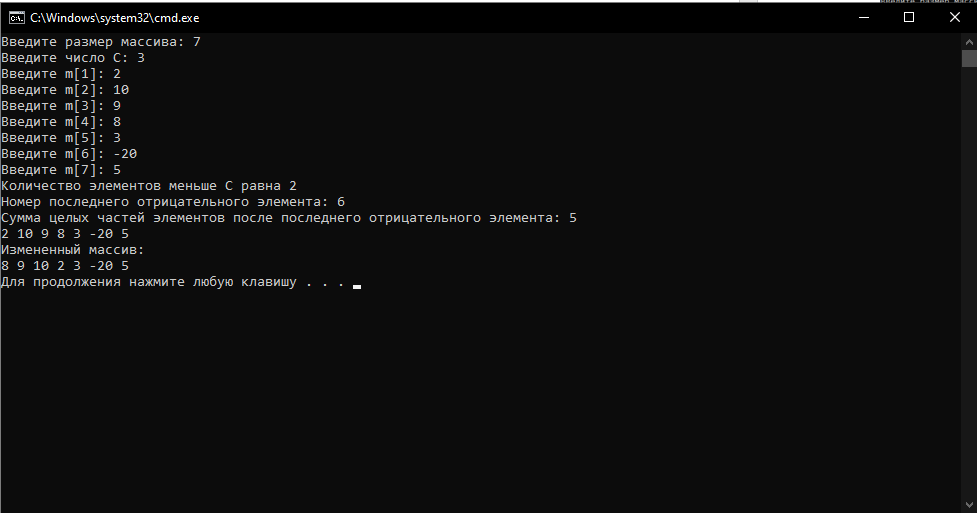 C:\Windows\system32\cmd.exe
Введите размер массива: 7
Введите число C: 3
Введите m[1]: 2
Введите m[2]: 10
Введите m[3]: 9
Введите m[4]: 8
Введите m[5]: 3
Введите m[6]: -20
Введите m[7]: 5
Количество элементов меньше C равна 2
Номер последнего отрицательного элемента: 6
Сумма целых частей элементов после последнего отрицательного элемента: 5
2 10 9 8 3 -20 5
Измененный массив:
8 9 10 2 3 -20 5
Для продолжения нажмите любую клавишу . . .